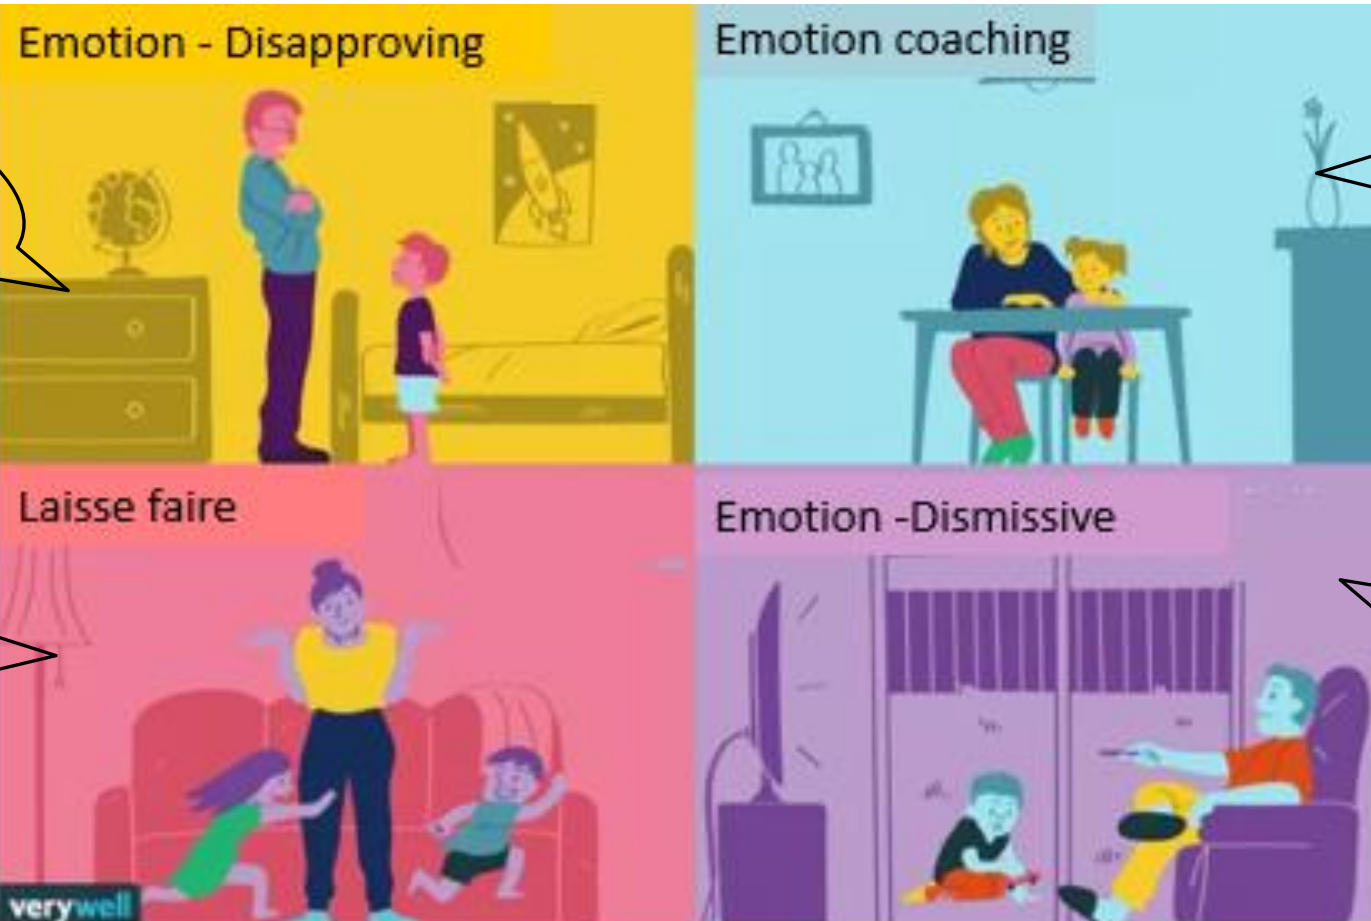 Emotion - Disapproving
Emotion coaching
Laisse faire
Emotion -Dismissive
verywell